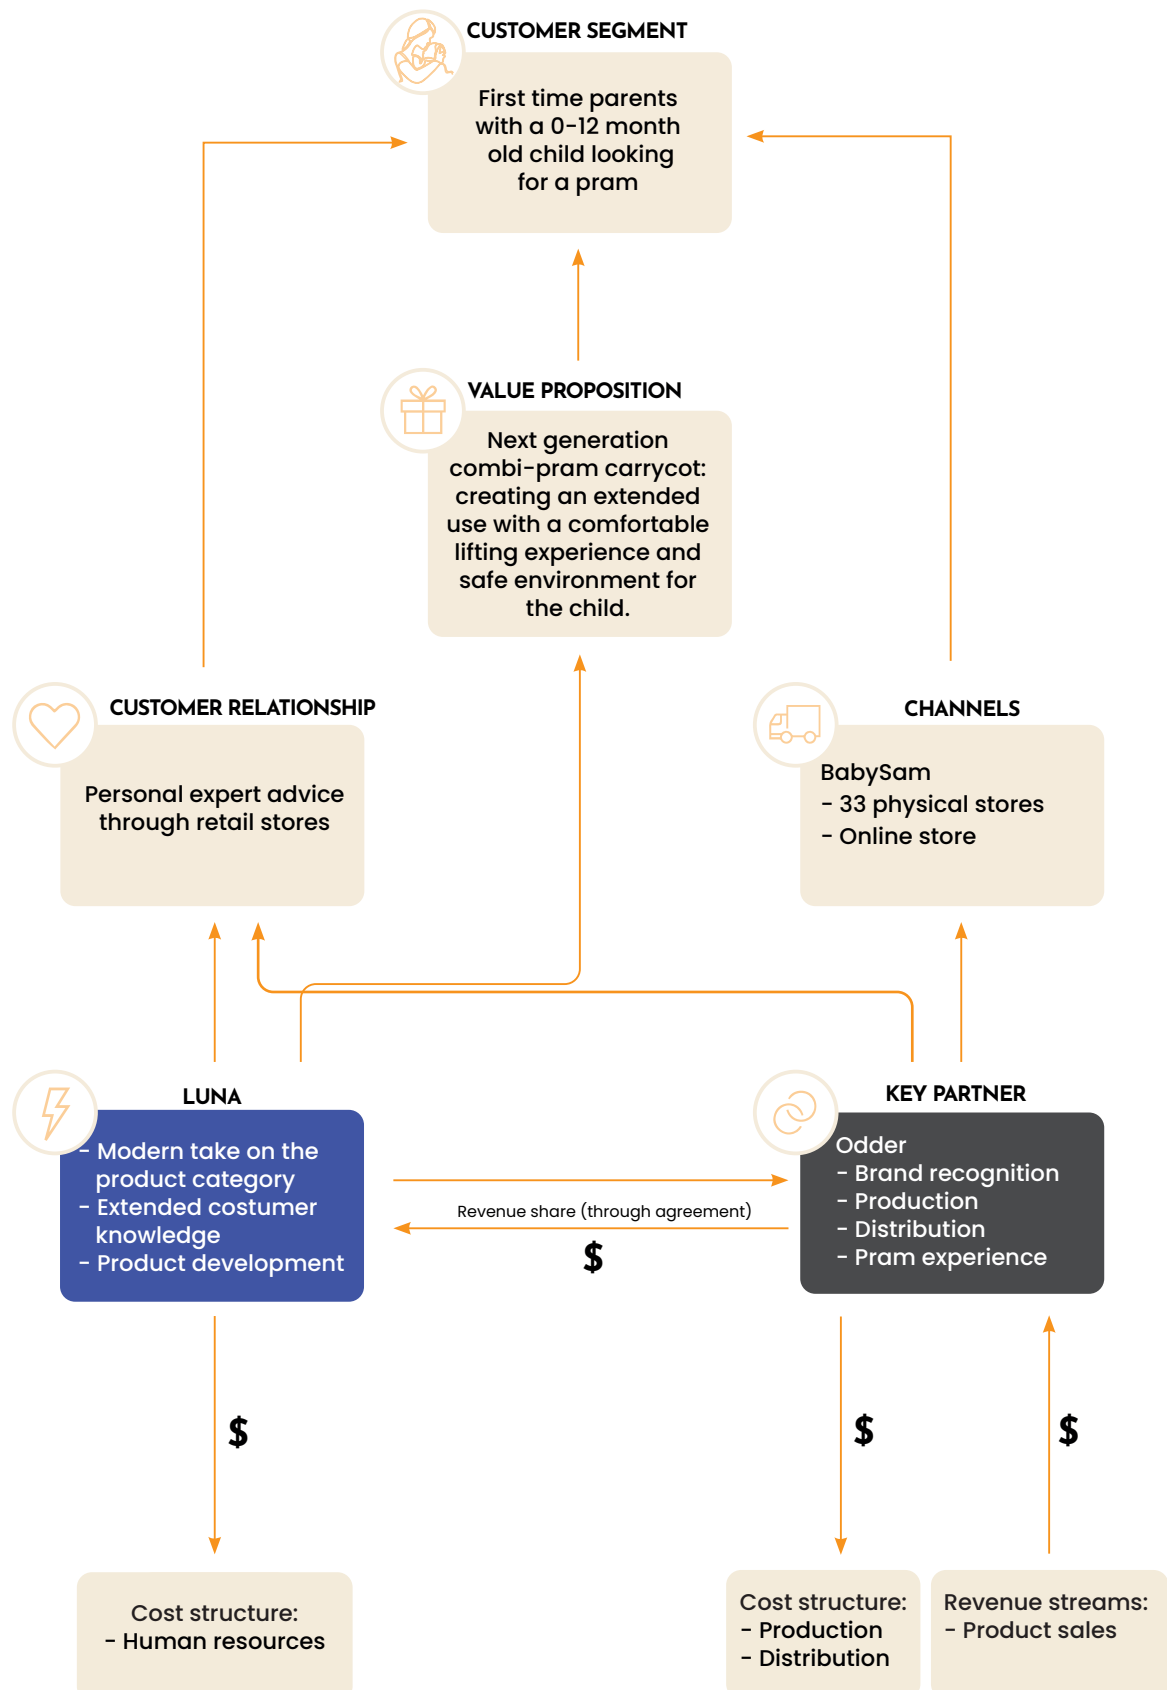 CUSTOMER SEGMENT
First time parents
with a 0-12 month
old child looking
for a pram
VALUE PROPOSITION
Next generation
combi-pram carrycot:
creating an extended
use with a comfortable
lifting experience and
safe environment for
the child.
CUSTOMER RELATIONSHIP
Personal expert advice
through retail stores
CHANNELS
BabySam
- 33 physical stores
- Online store
LUNA
- Modern take on the
product category
- Extended costumer
knowledge
- Product development
Revenue share (through agreement)
$
KEY PARTNER
Odder
- Brand recognition
- Production
- Distribution
- Pram experience
$
$
$
Cost structure:
- Human resources
Cost structure:
- Production
- Distribution
Revenue streams:
- Product sales